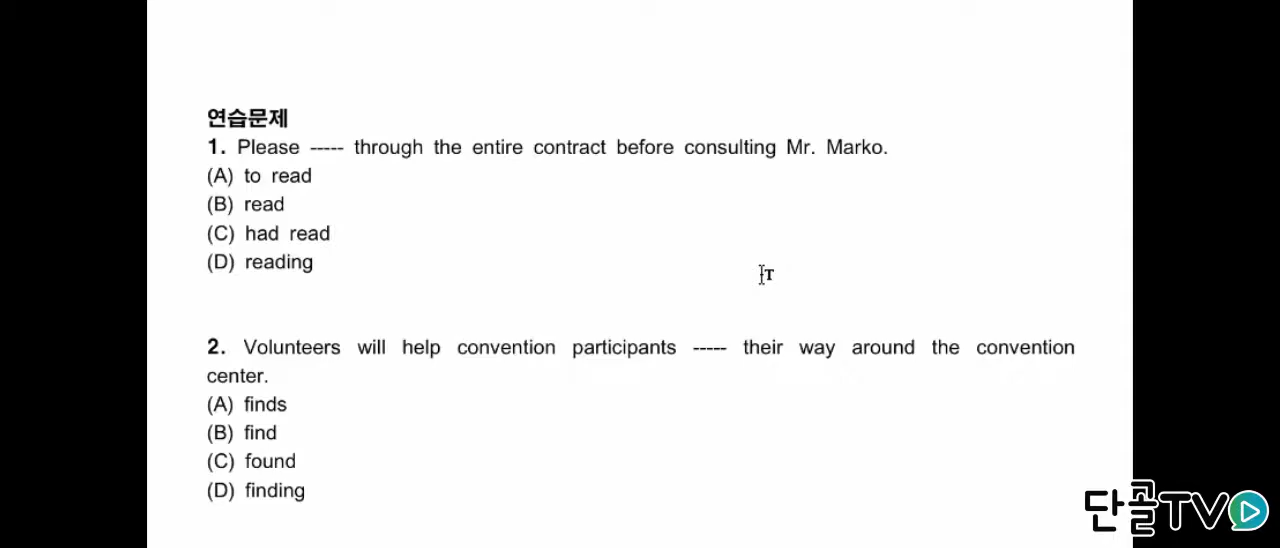 연습문제
1. Please ----- through the entire contract before consulting Mr. Marko.
(A) to read
(B) read
(C) had read
(D) reading
2. Volunteers will help convention participants ----- their way around the convention
center.
(A) finds
(B) find
(C) found
(D) finding
단골TV